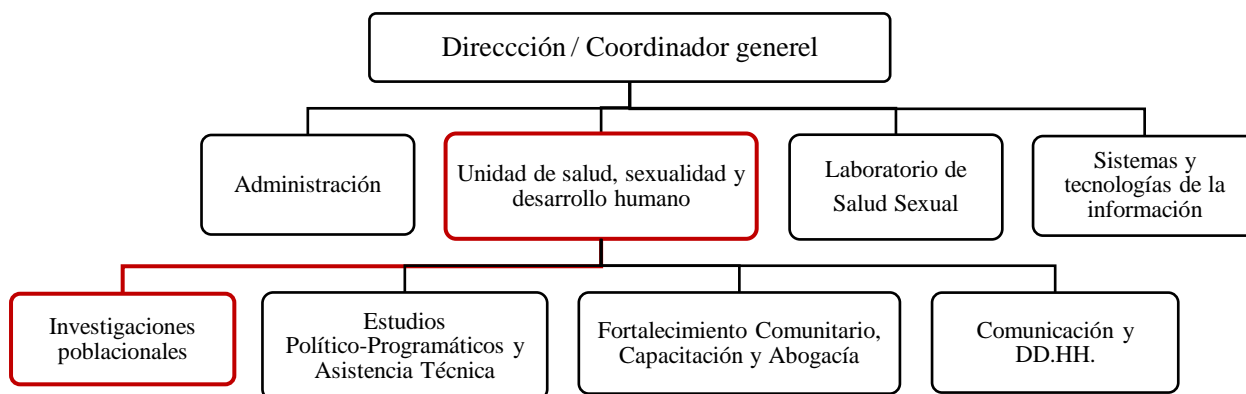 Direccción / Coordinador generel
Administración
Unidad de salud, sexualidad y
desarrollo humano
Laboratorio de
Salud Sexual
Sistemas y
tecnologías de la
información
Investigaciones
poblacionales
Estudios
Político-Programáticos y
Asistencia Técnica
Fortalecimiento Comunitario,
Capacitación y Abogacía
Comunicación y
DD.HH.